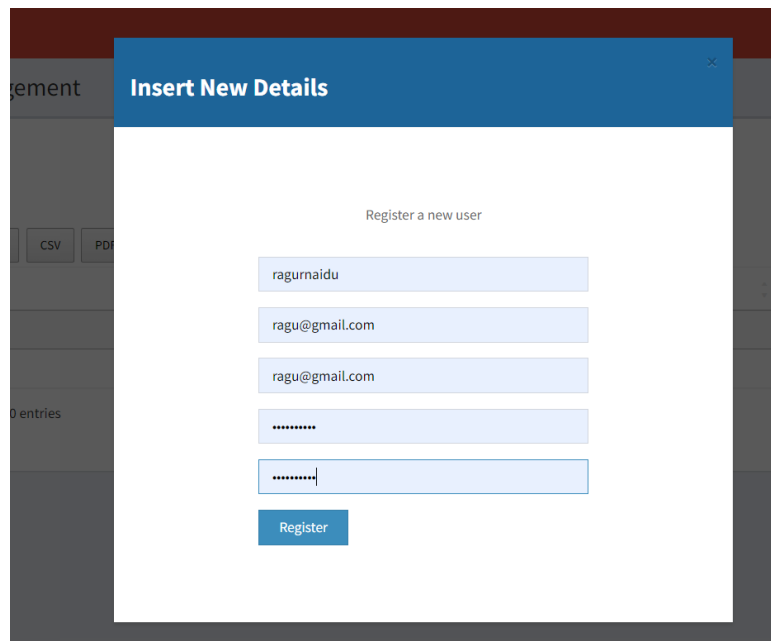 Insert New Details
×
gement
Register a new user
CSV
PDF
ragurnaidu
ragu@gmail.com
ragu@gmail.com
0 entries
••••••••••
••••••••••
Register